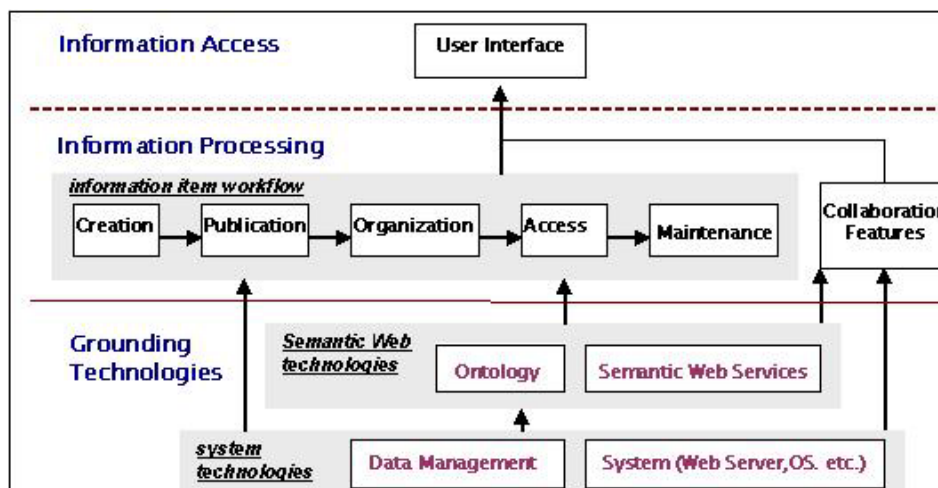 Information Access
User Interface
Information Processing
information item workflow
Creation
Publication
Organization
Access
Maintenance
Collaboration
Features
Grounding
Technologies
Semantic Web
technologies
Ontology
Semantic Web Services
system
technologies
Data Management
System (Web Server,OS. etc.)